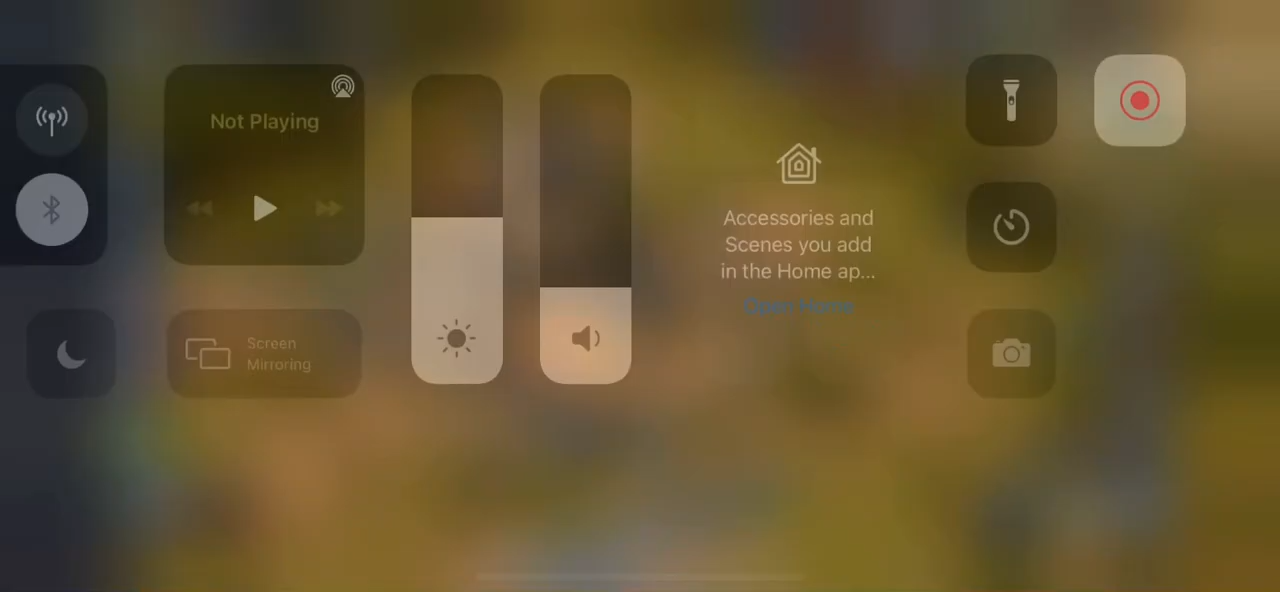 Not Playing
Screen
Mirroring
Accessories and
Scenes you add
in the Home ap...
Open Home